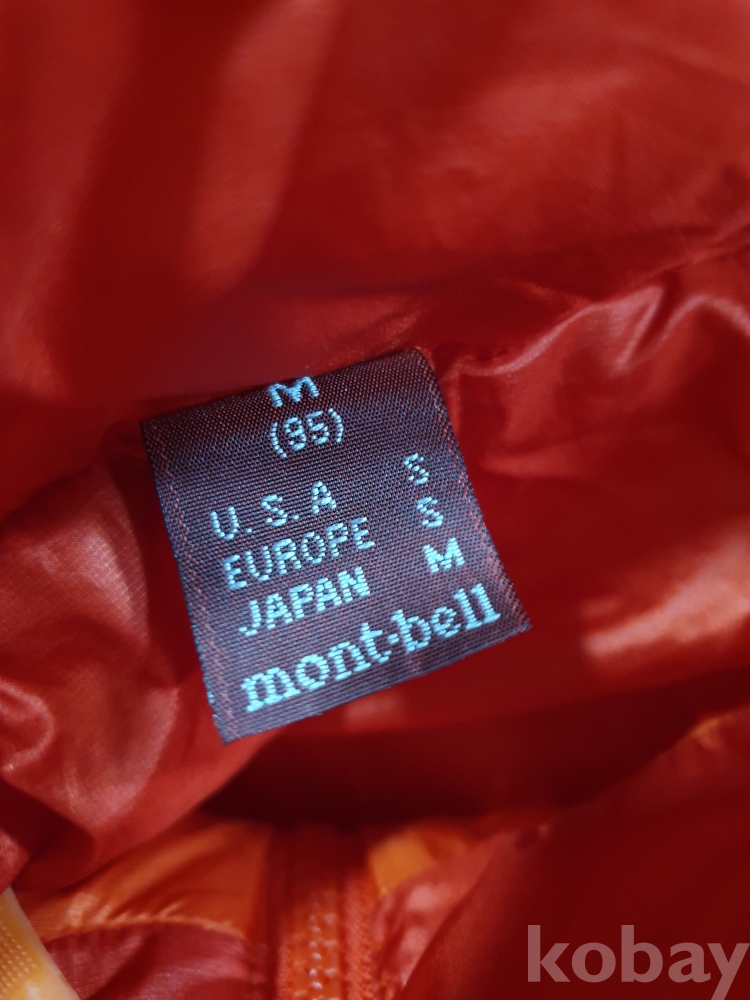 M
(95)
U.S.A S
EUROPE S
JAPAN M
mont-bell
kobay